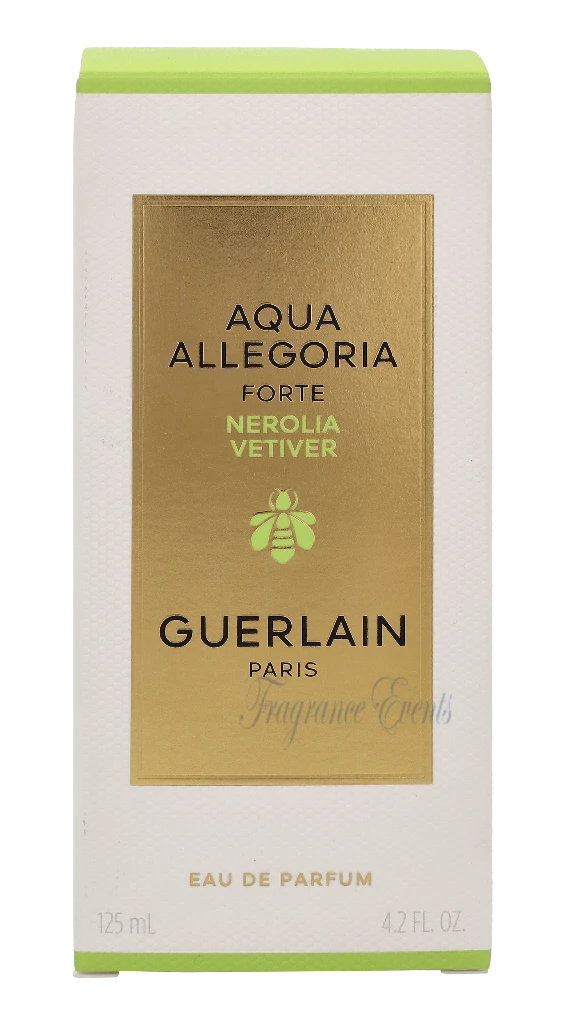 AQUA
ALLEGORIA
FORTE
NEROLIA
VETIVER
GUERLAIN
PARIS
Fragrance Events
EAU DE PARFUM
125 mL 4.2 FL. OZ.